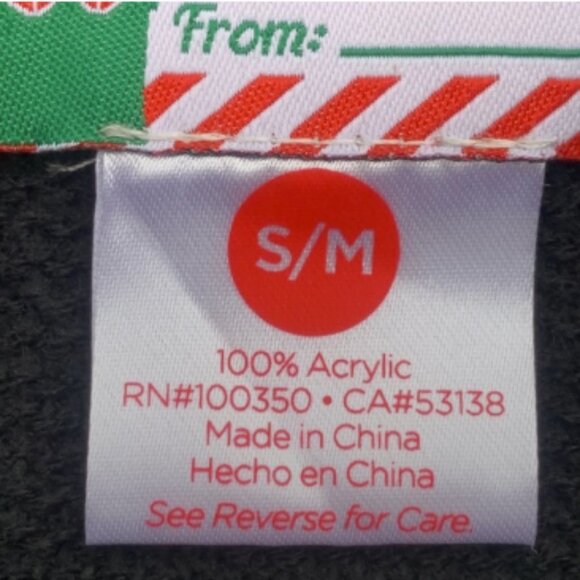 From:
S/M
100% Acrylic
RN#100350 • CA#53138
Made in China
Hecho en China
See Reverse for Care.